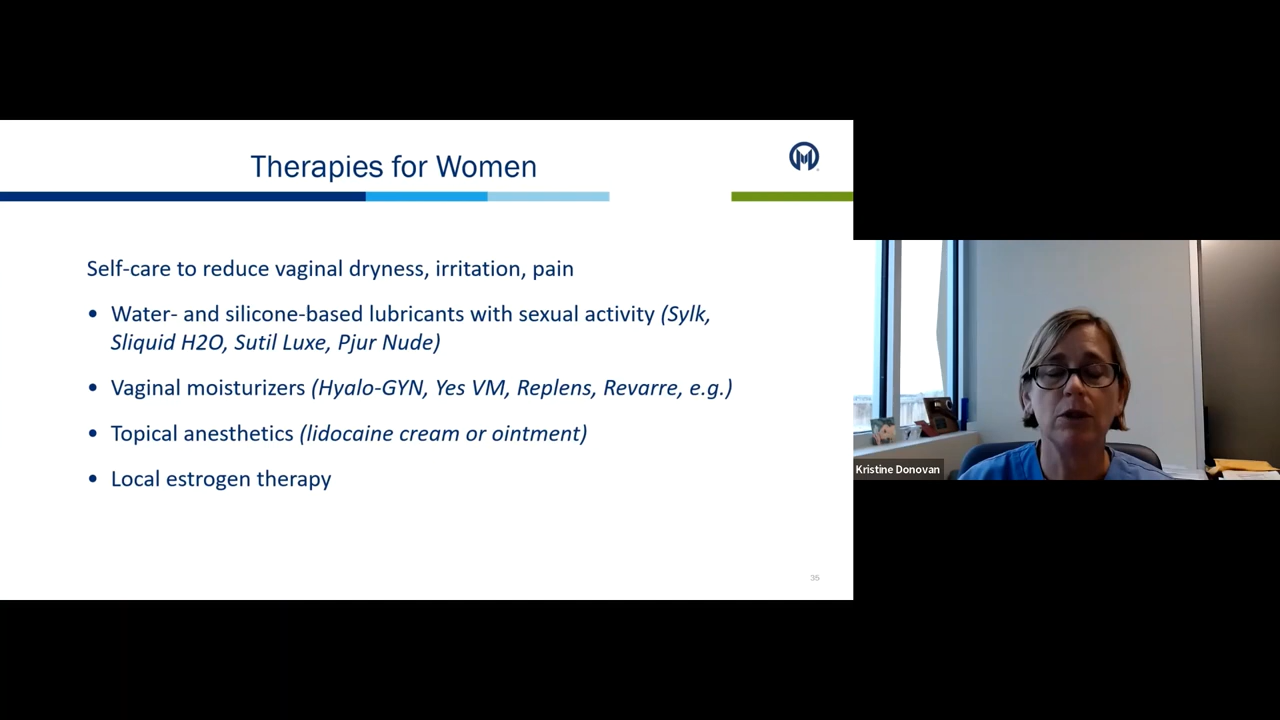 Therapies for Women
Self-care to reduce vaginal dryness, irritation, pain
• Water- and silicone-based lubricants with sexual activity (Sylk,
Sliquid H2O, Sutil Luxe, Pjur Nude)
• Vaginal moisturizers (Hyalo-GYN, Yes VM, Replens, Revarre, e.g.)
• Topical anesthetics (lidocaine cream or ointment)
• Local estrogen therapy
35
Kristine Donovan